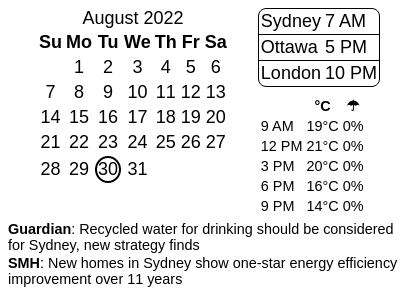 August 2022
Su Mo Tu We Th Fr Sa
1 2 3 4 5 6
7 8 9 10 11 12 13
14 15 16 17 18 19 20
21 22 23 24 25 26 27
28 29 30 31
Sydney 7 AM
Ottawa 5 PM
London 10 PM
°C ☂
9 AM 19°C 0%
12 PM 21°C 0%
3 PM 20°C 0%
6 PM 16°C 0%
9 PM 14°C 0%
Guardian: Recycled water for drinking should be considered
for Sydney, new strategy finds
SMH: New homes in Sydney show one-star energy efficiency
improvement over 11 years